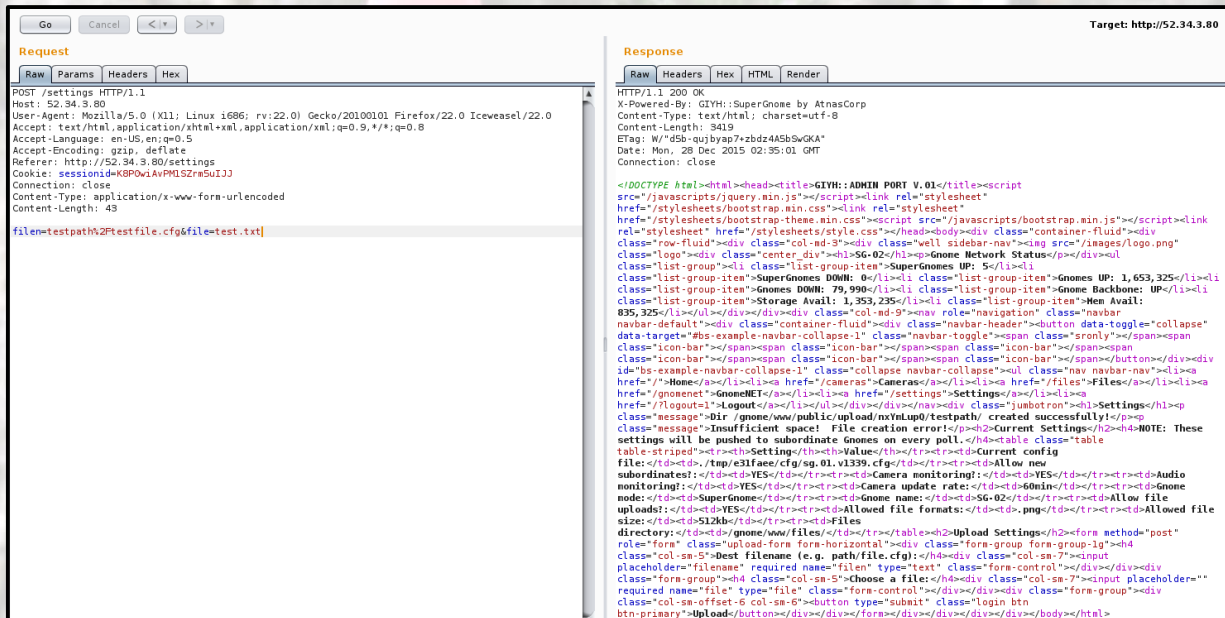 Go
Cancel
<
>
Target: http://52.34.3.80
Request
Raw Params Headers Hex
POST /settings HTTP/1.1
Host: 52.34.3.80
User-Agent: Mozilla/5.0 (X11; Linux i686; rv:22.0) Gecko/20100101 Firefox/22.0 Iceweasel/22.0
Accept: text/html,application/xhtml+xml,application/xml;q=0.9,*/*;q=0.8
Accept-Language: en-US,en;q=0.5
Accept-Encoding: gzip, deflate
Referer: http://52.34.3.80/settings
Cookie: sessionid=K8POwiAvPM1SZrm5uIJJ
Connection: close
Content-Type: application/x-www-form-urlencoded
Content-Length: 43
filen=testpath%2Ftestfile.cfg&file=test.txt
Response
Raw Headers Hex HTML Render
HTTP/1.1 200 OK
X-Powered-By: GIYH::SuperGnome by AtnasCorp
Content-Type: text/html; charset=utf-8
Content-Length: 3419
ETag: W/"d5b-qujbyap7+zbdz4A5bSwGKA"
Date: Mon, 28 Dec 2015 02:35:01 GMT
Connection: close
<!DOCTYPE html><html><head><title>GIYH::ADMIN PORT V.01</title><script
src="/javascripts/jquery.min.js"></script><link rel="stylesheet"
href="/stylesheets/bootstrap.min.css"><link rel="stylesheet"
href="/stylesheets/bootstrap-theme.min.css"><script src="/javascripts/bootstrap.min.js"></script><link
rel="stylesheet" href="/stylesheets/style.css"></head><body><div class="container-fluid"><div
class="row-fluid"><div class="col-md-3"><div class="well sidebar-nav"><img src="/images/logo.png"
class="logo"><div class="center_div"><h1>SG-02</h1><p>Gnome Network Status</p></div><ul
class="list-group"><li class="list-group-item">SuperGnomes UP: 5</li><li
class="list-group-item">SuperGnomes DOWN: 0</li><li class="list-group-item">Gnomes UP: 1,653,325</li><li
class="list-group-item">Gnomes DOWN: 79,990</li><li class="list-group-item">Gnome Backbone: UP</li><li
class="list-group-item">Storage Avail: 1,353,235</li><li class="list-group-item">Mem Avail:
835,325</li></ul></div></div><div class="col-md-9"><nav role="navigation" class="navbar
navbar-default"><div class="container-fluid"><div class="navbar-header"><button data-toggle="collapse"
data-target="#bs-example-navbar-collapse-1" class="navbar-toggle"><span class="sronly"></span><span
class="icon-bar"></span><span class="icon-bar"></span><span class="icon-bar"></span><span
class="icon-bar"></span><span class="icon-bar"></span><span class="icon-bar"></span></button></div><div
id="bs-example-navbar-collapse-1" class="collapse navbar-collapse"><ul class="nav navbar-nav"><li><a
href="/">Home</a></li><li><a href="/cameras">Cameras</a></li><li><a href="/files">Files</a></li><li><a
href="/gnomenet">GnomeNET</a></li><li><a href="/settings">Settings</a></li><li><a
href="/?logout=1">Logout</a></li></ul></div></div></nav><div class="jumbotron"><h1>Settings</h1><p
class="message">Dir /gnome/www/public/upload/nxYmLupQ/testpath/ created successfully!</p><p
class="message">Insufficient space!  File creation error!</p><h2>Current Settings</h2><h4>NOTE: These
settings will be pushed to subordinate Gnomes on every poll.</h4><table class="table
table-striped"><tr><th>Setting</th><th>Value</th></tr><tr><td>Current config
file:</td><td>./tmp/e31faee/cfg/sg.01.v1339.cfg</td></tr><tr><td>Allow new
subordinates?:</td><td>YES</td></tr><tr><td>Camera monitoring?:</td><td>YES</td></tr><tr><td>Audio
monitoring?:</td><td>YES</td></tr><tr><td>Camera update rate:</td><td>60min</td></tr><tr><td>Gnome
mode:</td><td>SuperGnome</td></tr><tr><td>Gnome name:</td><td>SG-02</td></tr><tr><td>Allow file
uploads?:</td><td>YES</td></tr><tr><td>Allowed file formats:</td><td>.png</td></tr><tr><td>Allowed file
size:</td><td>512kb</td></tr><tr><td>Files
directory:</td><td>/gnome/www/files/</td></tr></table><h2>Upload Settings</h2><form method="post"
role="form" class="upload-form form-horizontal"><div class="form-group form-group-1g"><h4
class="col-sm-5">Dest filename (e.g. path/file.cfg):</h4><div class="col-sm-7"><input
placeholder="filename" required name="filen" type="text" class="form-control"></div></div><div
class="form-group"><h4 class="col-sm-5">Choose a file:</h4><div class="col-sm-7"><input placeholder=""
required name="file" type="file" class="form-control"></div></div><div class="form-group"><div
class="col-sm-offset-6 col-sm-6"><button type="submit" class="login btn
btn-primary">Upload</button></div></div></form></div></div></div></body></html>